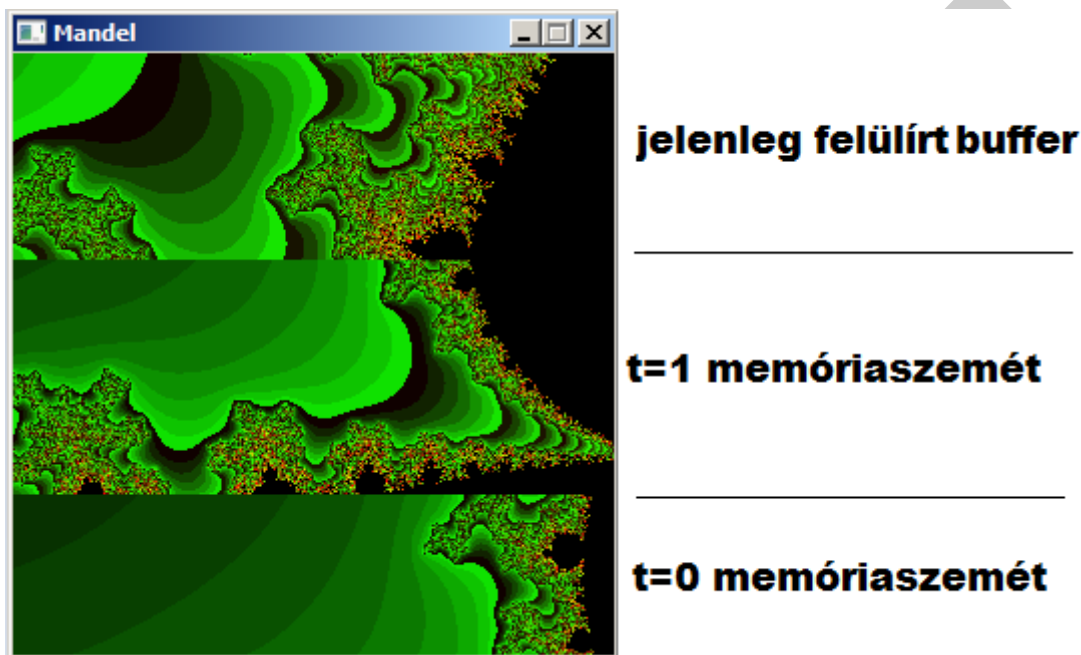 Mandel
jelenleg felülírt buffer
t=1 memóriaszemét
t=0 memóriaszemét